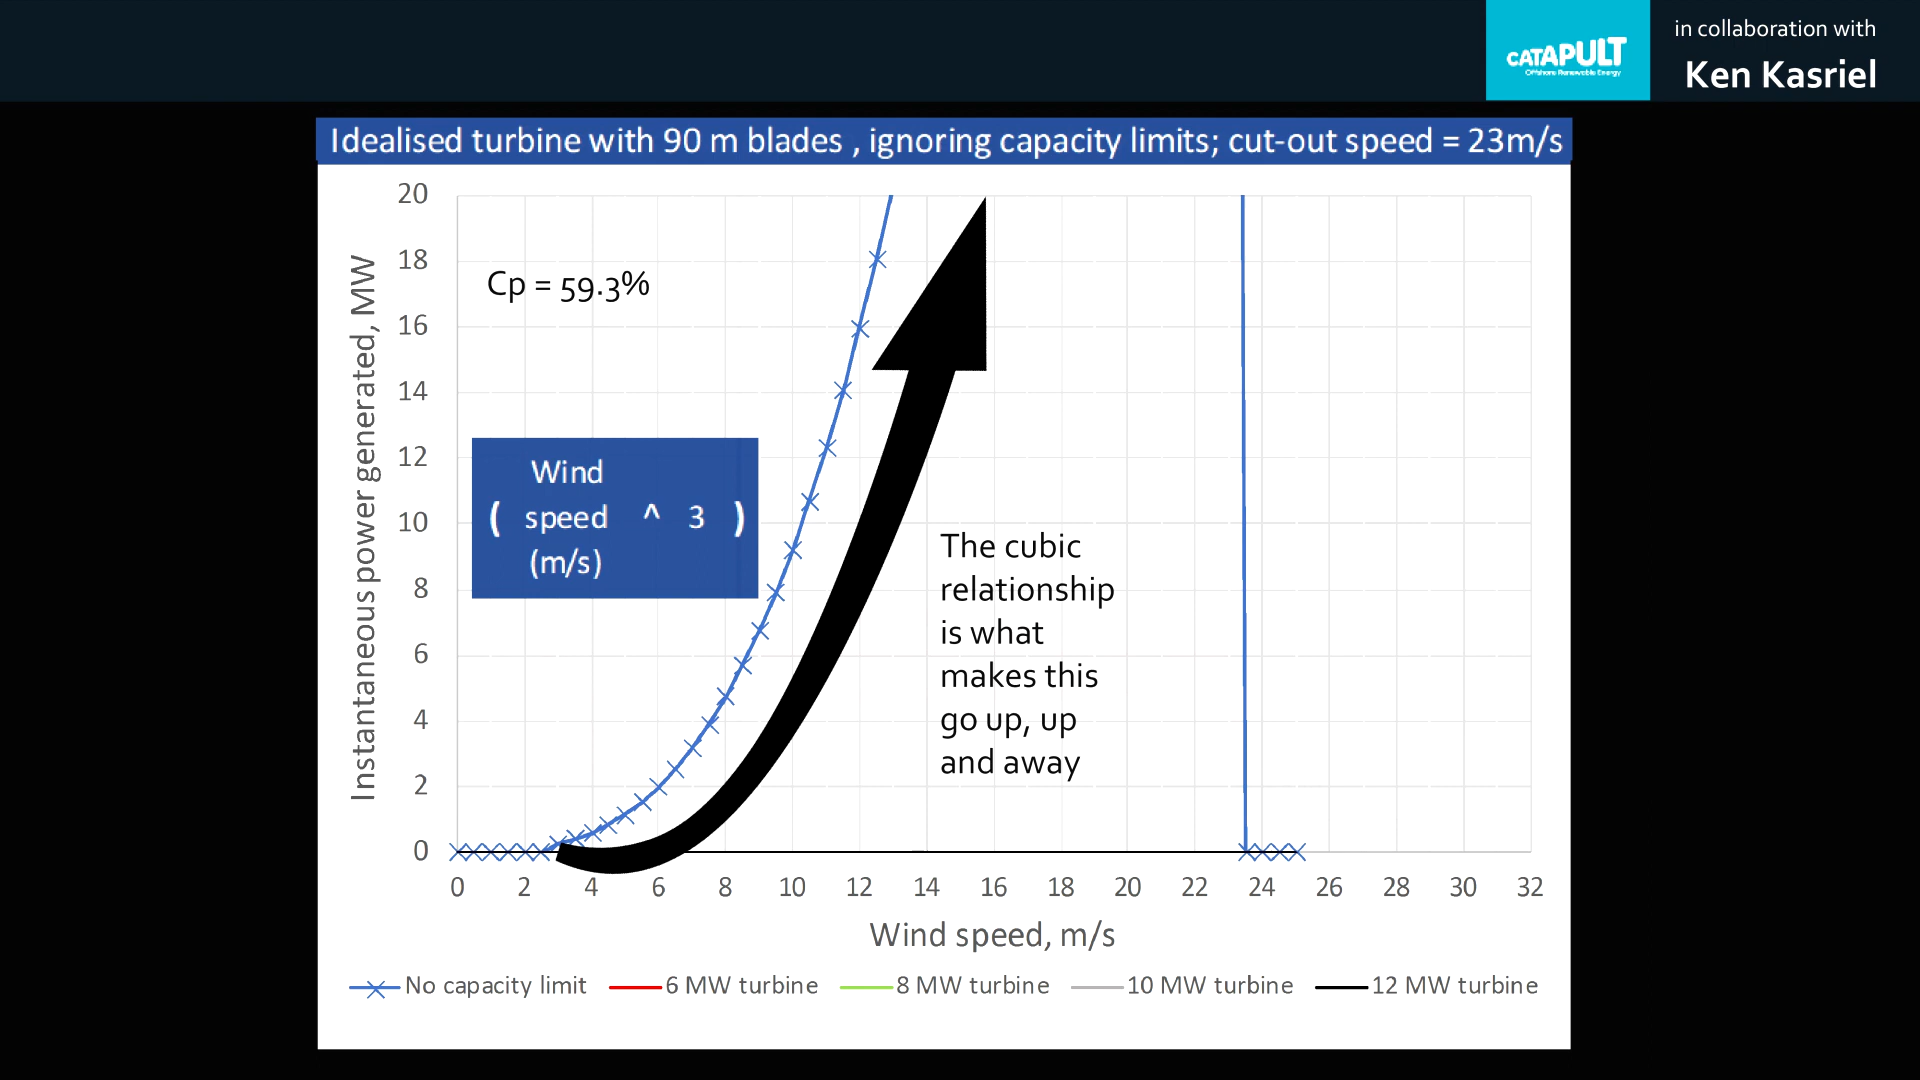 CATAPULT
Offshore Renewable Energy
in collaboration with
Ken Kasriel
Idealised turbine with 90 m blades , ignoring capacity limits; cut-out speed = 23m/s
Instantaneous power generated, MW
20
18
16
14
12
10
8
6
4
2
0
Cp = 59.3%
Wind
( speed ^ 3 )
(m/s)
The cubic
relationship
is what
makes this
go up, up
and away
0 2 4 6 8 10 12 14 16 18 20 22 24 26 28 30 32
Wind speed, m/s
No capacity limit 6 MW turbine 8 MW turbine 10 MW turbine 12 MW turbine